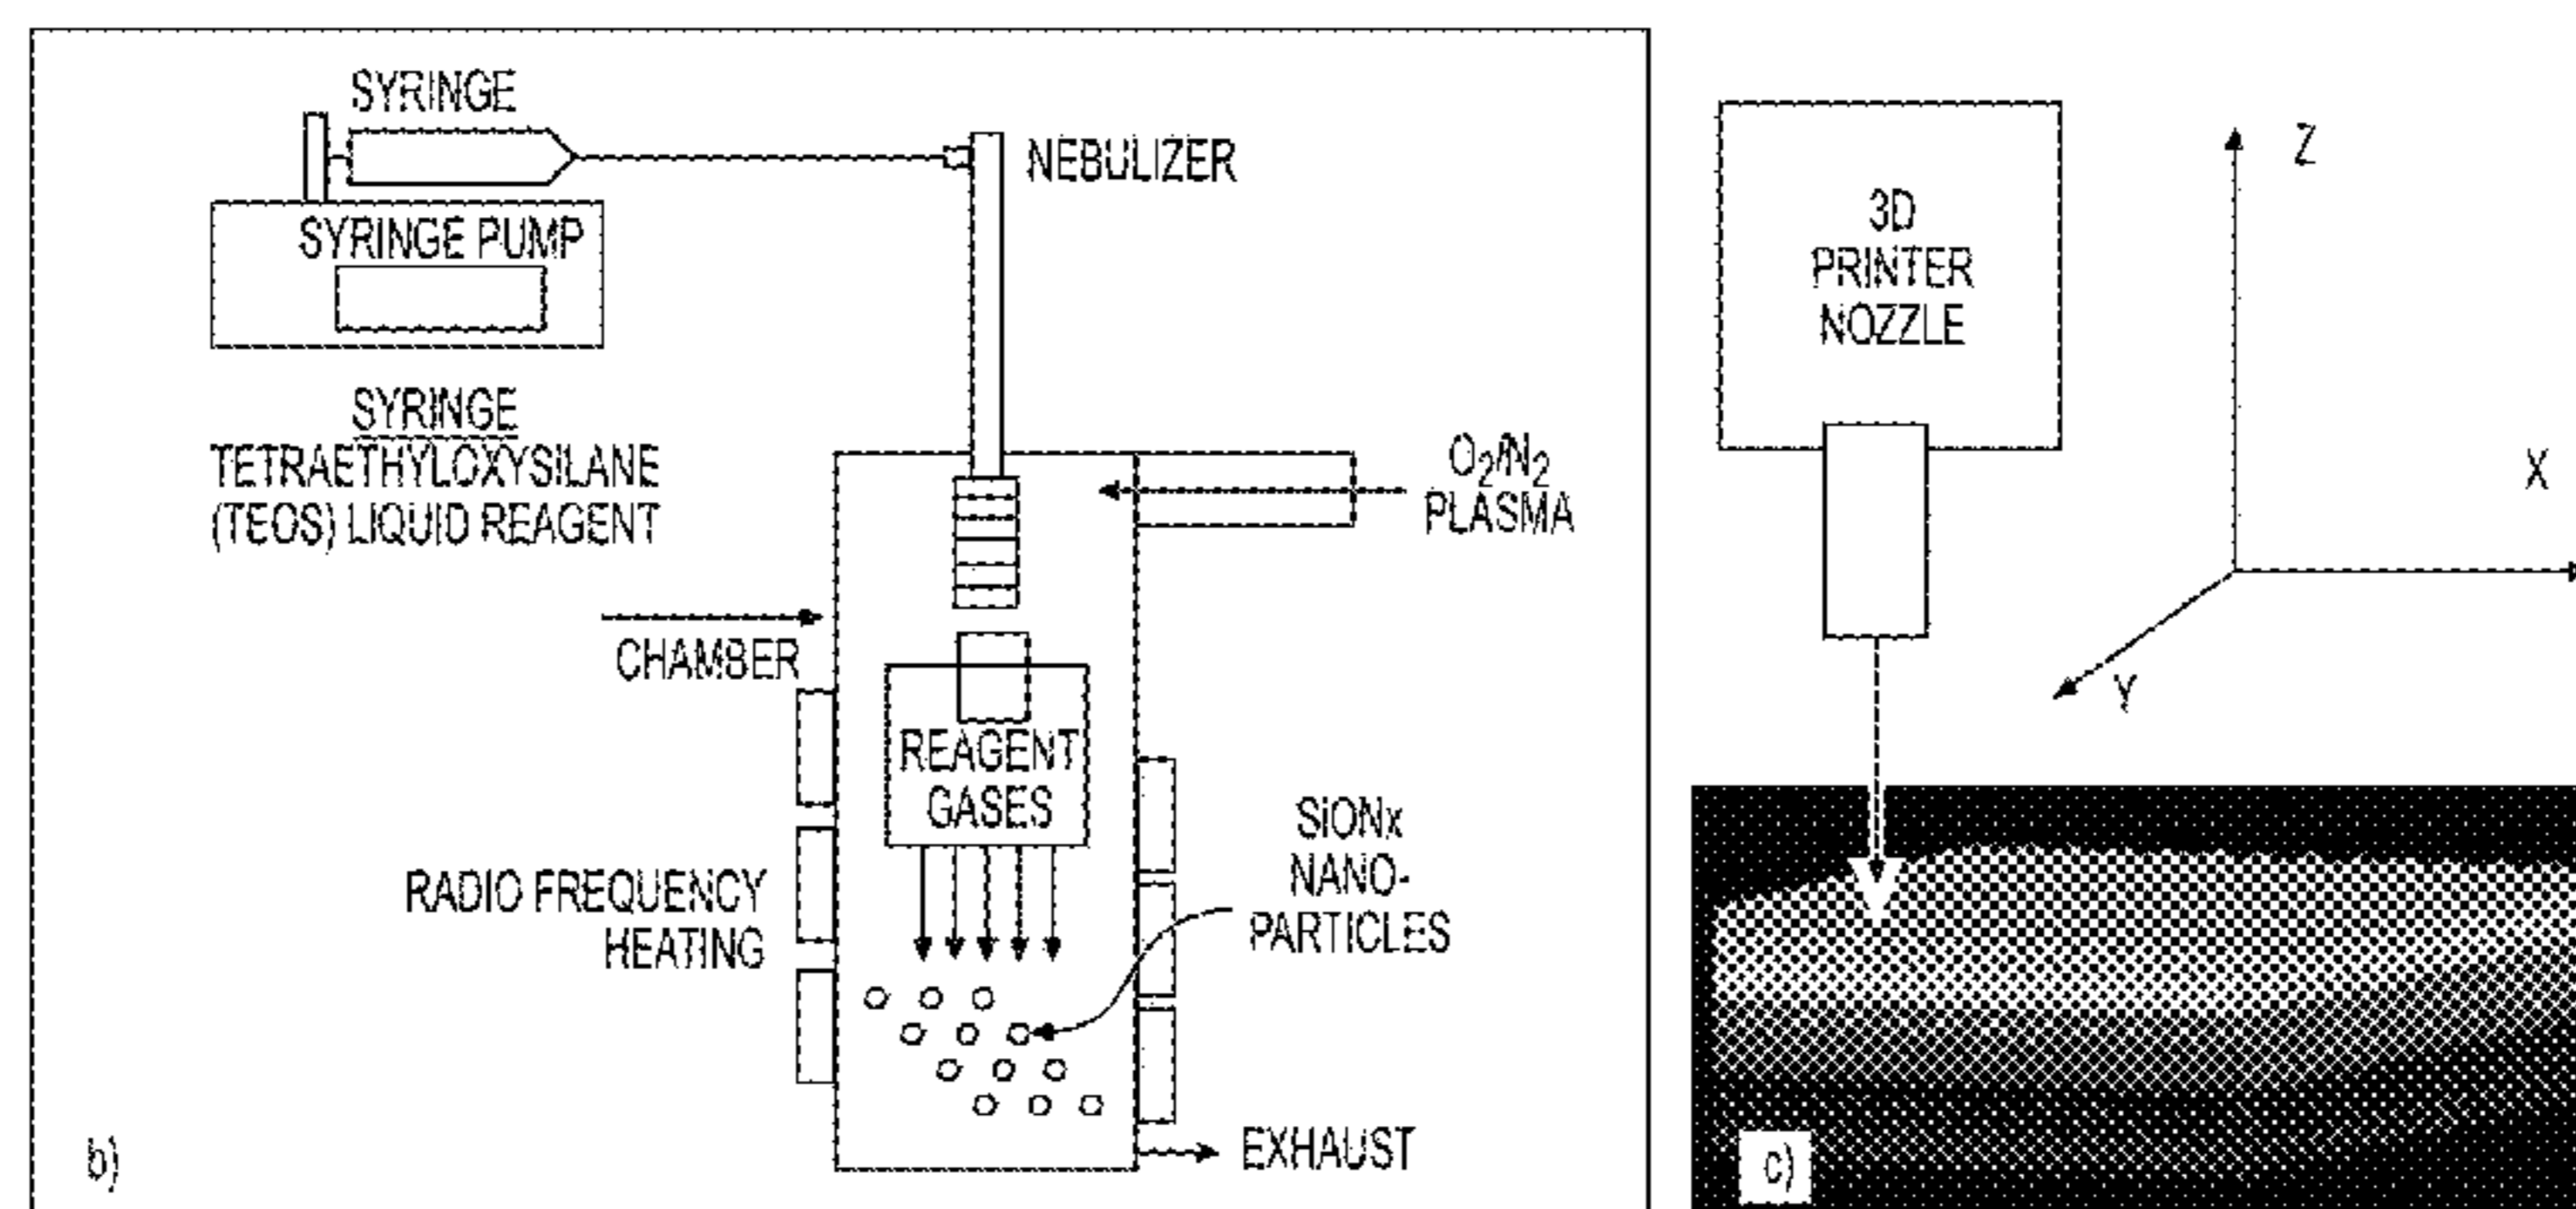 SYRINGE
NEBULIZER
SYRINGE PUMP
SYRINGE
TETRAETHYLOXYSILANE
(TEOS) LIQUID REAGENT
O2/N2
PLASMA
CHAMBER
REAGENT
GASES
RADIO FREQUENCY
HEATING
SiONx
NANO-
PARTICLES
EXHAUST
b)
3D
PRINTER
NOZZLE
Z
X
Y
c)